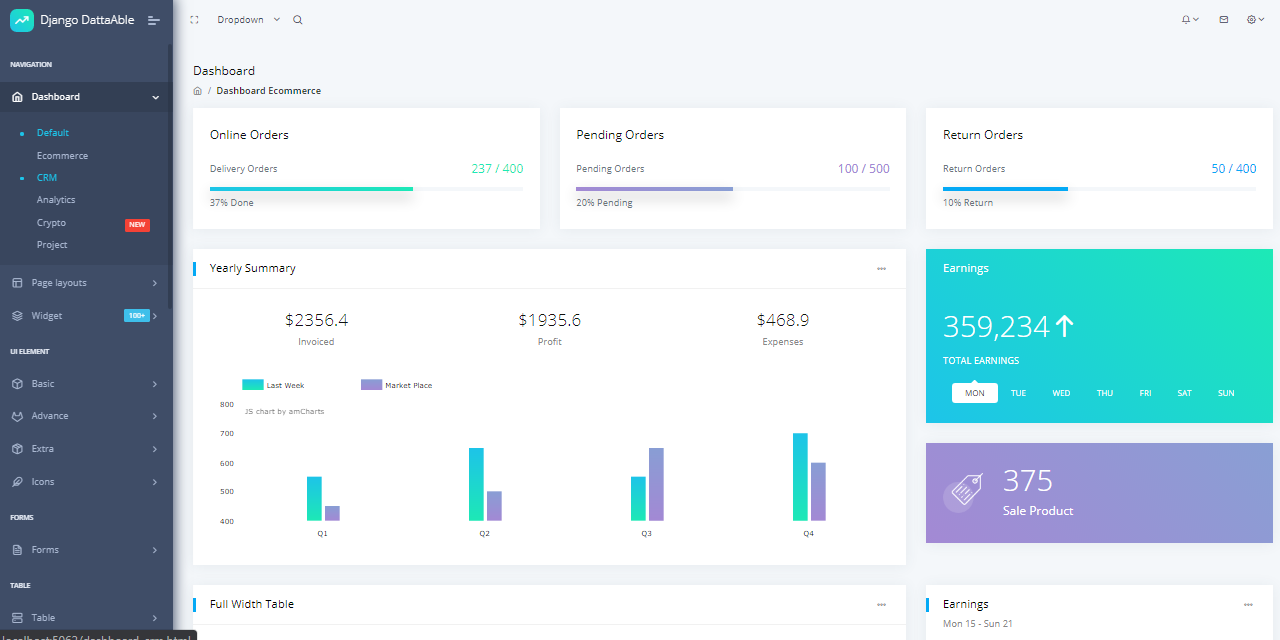 Django DattaAble
Dropdown
NAVIGATION
Dashboard
Default
Ecommerce
CRM
Analytics
Crypto
NEW
Project
Page layouts
Widget
100+
UI ELEMENT
Basic
Advance
Extra
Icons
FORMS
Forms
TABLE
Table
Dashboard
/ Dashboard Ecommerce
Online Orders
Delivery Orders
237 / 400
37% Done
Pending Orders
Pending Orders
100 / 500
20% Pending
Return Orders
Return Orders
50 / 400
10% Return
Yearly Summary
$2356.4
Invoiced
$1935.6
Profit
$468.9
Expenses
Last Week
Market Place
JS chart by amCharts
800
700
600
500
400
Q1
Q2
Q3
Q4
Earnings
359,234
TOTAL EARNINGS
MON TUE WED THU FRI SAT SUN
375
Sale Product
Full Width Table
Earnings
Mon 15 - Sun 21